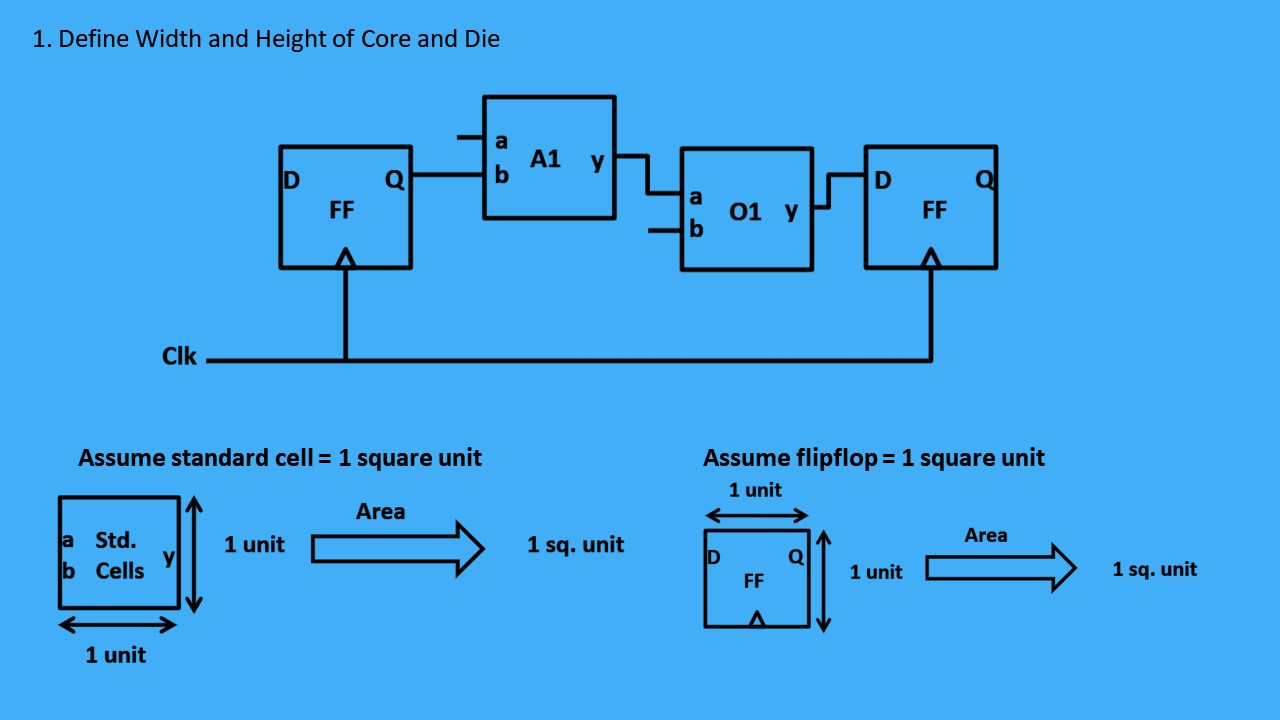 1. Define Width and Height of Core and Die
a
A1
y
b
D
Q
FF
a
O1
y
b
D
Q
FF
Clk
Assume standard cell = 1 square unit
Assume flipflop = 1 square unit
1 unit
Area
a Std.
y
b Cells
1 unit
1 sq. unit
1 unit
Area
D
Q
FF
1 unit
1 sq. unit